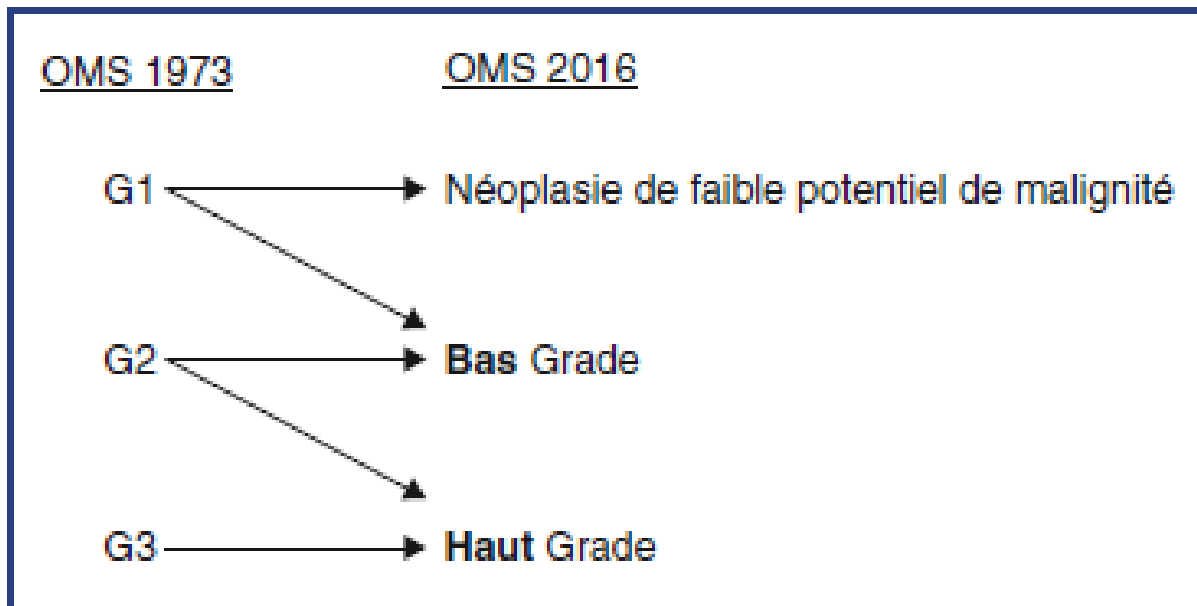 OMS 1973 OMS 2016
G1 Néoplasie de faible potentiel de malignité
G2 Bas Grade
G3 Haut Grade